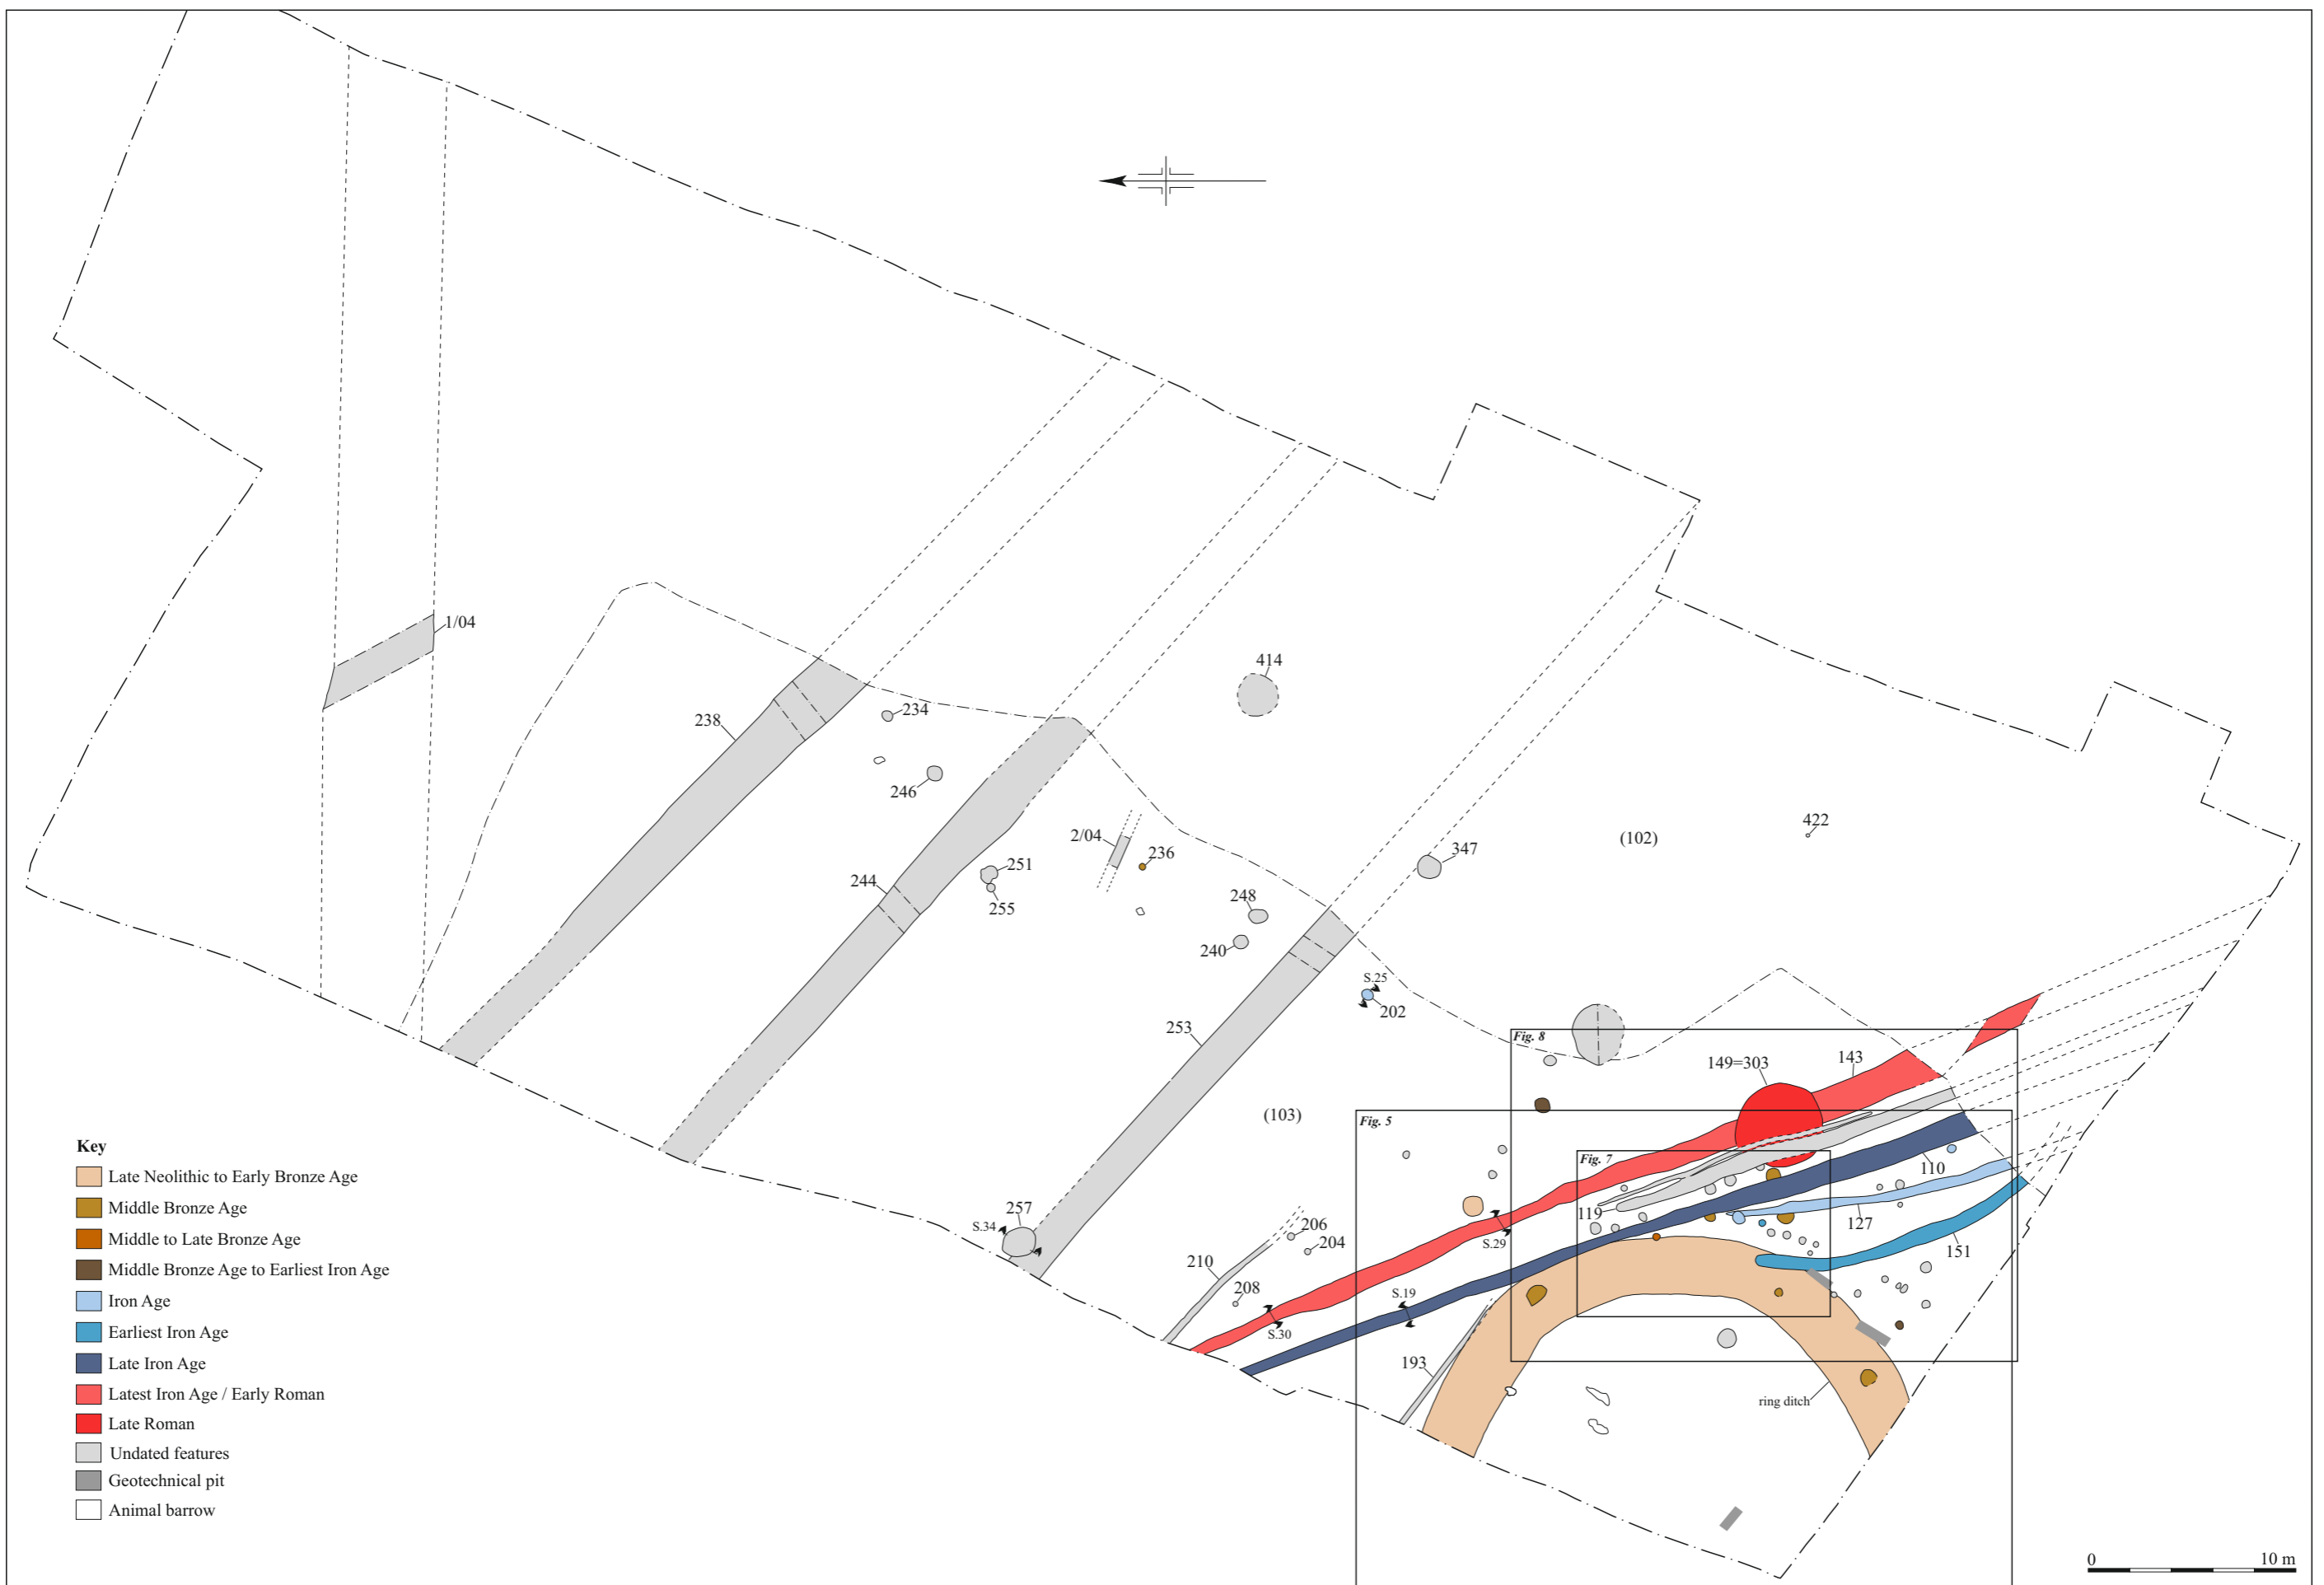 1/04
414
238
234
246
422
2/04
236
347
(102)
251
244
255
248
240
S.25
202
253
Fig. 8
149=303
143
(103)
Fig. 5
Fig. 7
110
257
S.34
206
204
119
S.29
127
151
210
208
S.19
S.30
193
ring ditch
Key
Late Neolithic to Early Bronze Age
Middle Bronze Age
Middle to Late Bronze Age
Middle Bronze Age to Earliest Iron Age
Iron Age
Earliest Iron Age
Late Iron Age
Latest Iron Age / Early Roman
Late Roman
Undated features
Geotechnical pit
Animal barrow
0 10 m